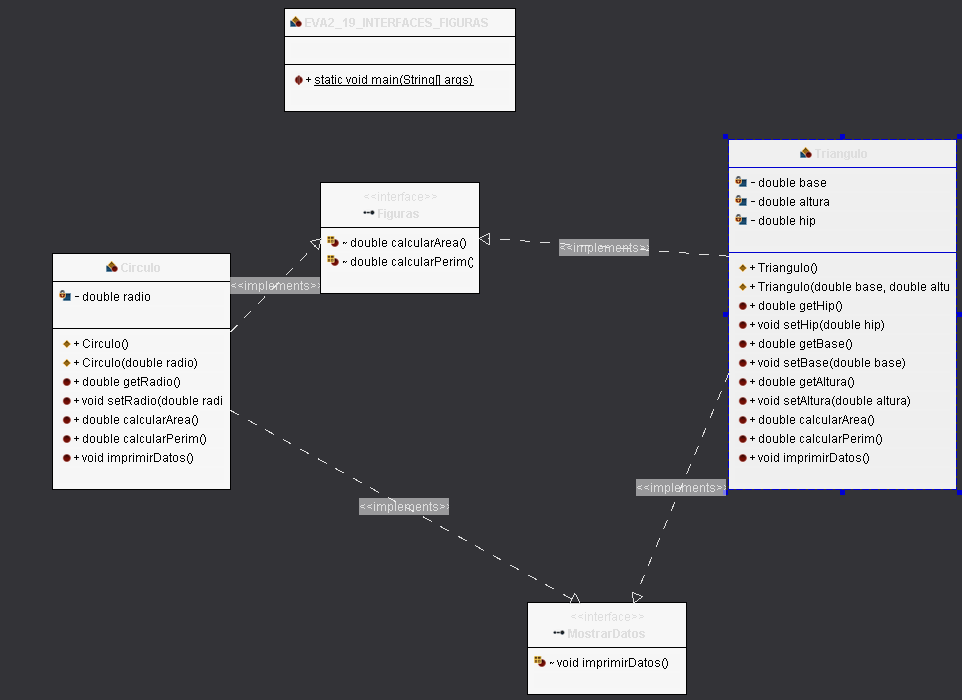 EVA2_19_INTERFACES_FIGURAS
+ static void main(String[] args)
<<interface>>
Figuras
~ double calcularArea()
~ double calcularPerim()
<<implements>>
<<implements>>
Circulo
- double radio
+ Circulo()
+ Circulo(double radio)
+ double getRadio()
+ void setRadio(double radi
+ double calcularArea()
+ double calcularPerim()
+ void imprimirDatos()
Triangulo
- double base
- double altura
- double hip
+ Triangulo()
+ Triangulo(double base, double altu
+ double getHip()
+ void setHip(double hip)
+ double getBase()
+ void setBase(double base)
+ double getAltura()
+ void setAltura(double altura)
+ double calcularArea()
+ double calcularPerim()
+ void imprimirDatos()
<<implements>>
<<implements>>
<<interface>>
MostrarDatos
~ void imprimirDatos()